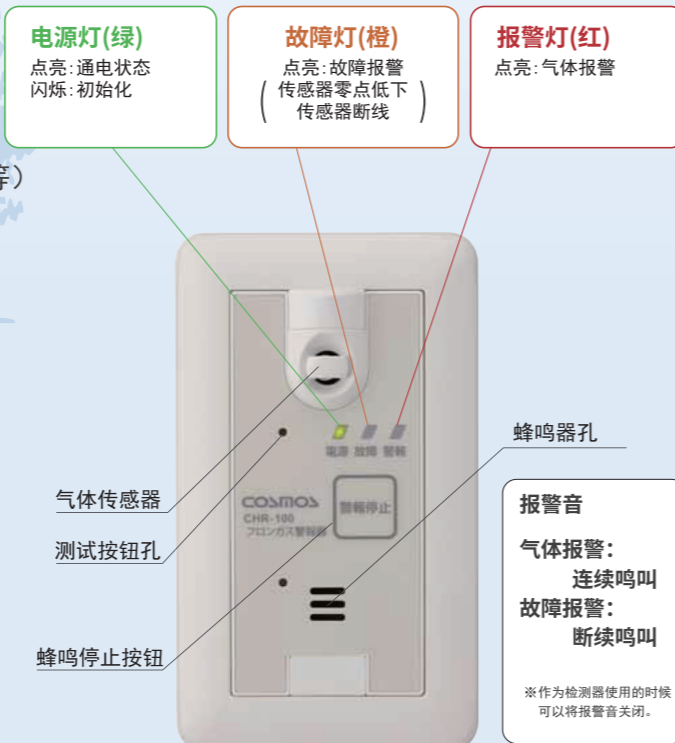 电源灯(绿)
点亮:通电状态
闪烁:初始化
故障灯(橙)
点亮:故障报警
(传感器零点低下
传感器断线)
报警灯(红)
点亮:气体报警
等）
電源 故障 警報
蜂鸣器孔
气体传感器
COSMOS
CHR-100
フロンガス警報器
警報停止
测试按钮孔
蜂鸣停止按钮
报警音
气体报警:
连续鸣叫
故障报警:
断续鸣叫
※作为检测器使用的时候
可以将报警音关闭。